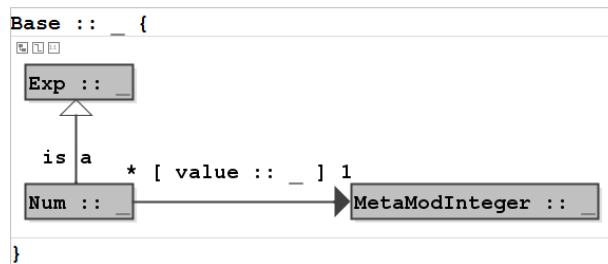 Base :: _ {
Exp :: _
is a
* [ value :: _ ] 1
Num :: _
MetaModInteger :: _
}